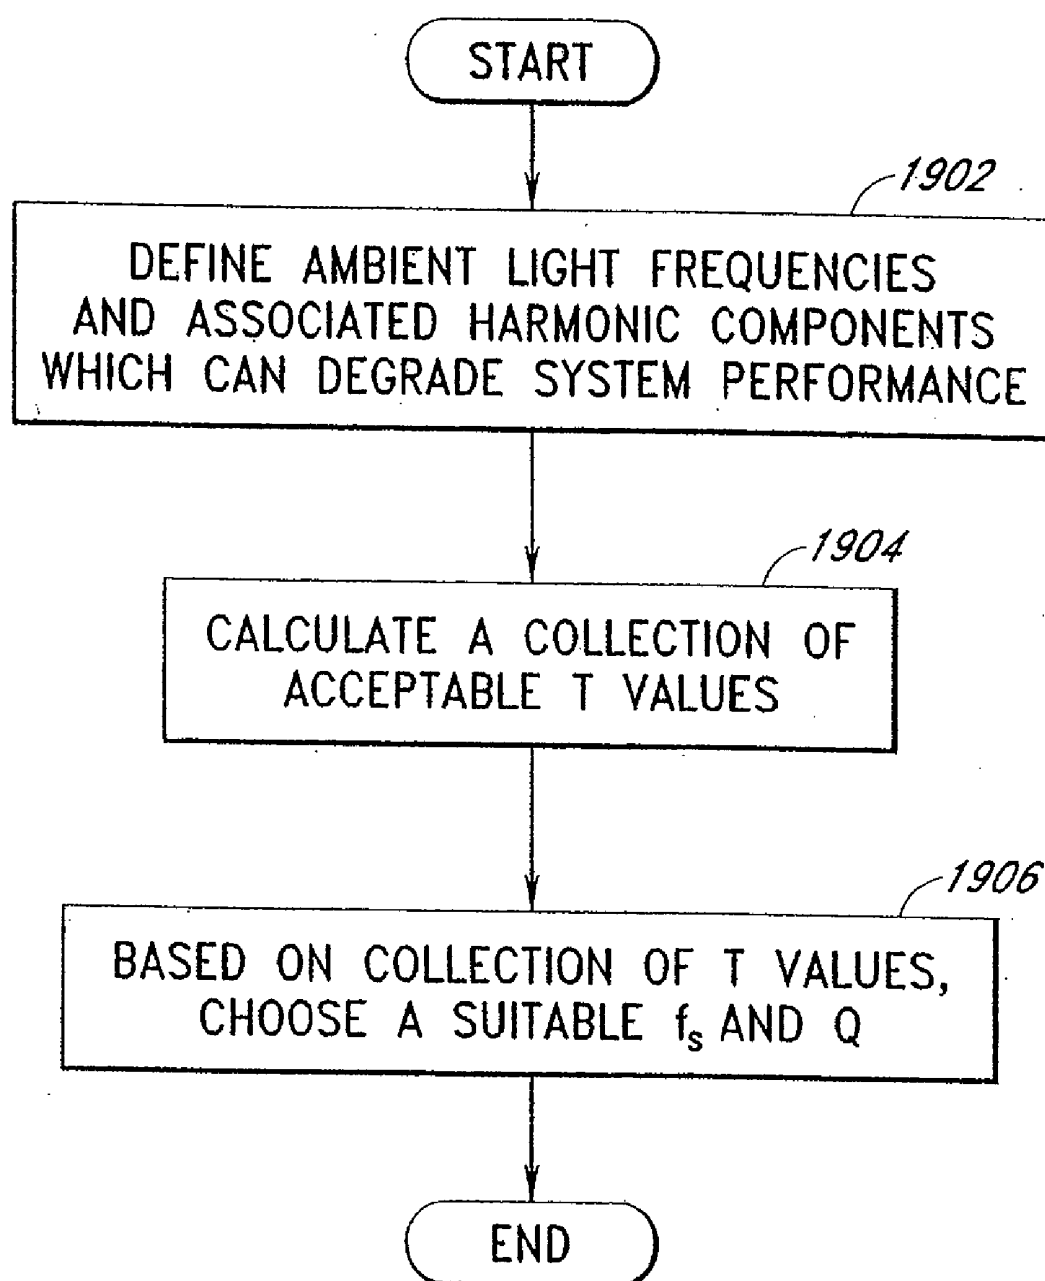 START
1902
DEFINE AMBIENT LIGHT FREQUENCIES
AND ASSOCIATED HARMONIC COMPONENTS
WHICH CAN DEGRADE SYSTEM PERFORMANCE
1904
CALCULATE A COLLECTION OF
ACCEPTABLE T VALUES
1906
BASED ON COLLECTION OF T VALUES,
CHOOSE A SUITABLE fs AND Q
END